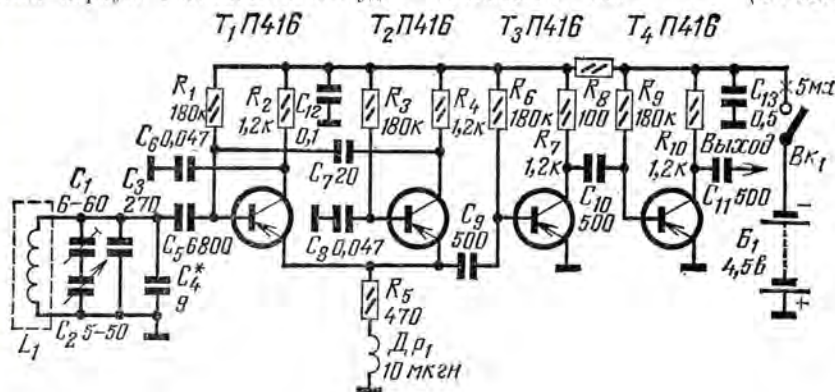 T₁ П416
T₂ П416
T₃ П416
T₄ П416
R₁
180к
R₂
1,2к
C₁₂
0,1
R₃
180к
R₄
1,2к
R₆
180к
R₇
1,2к
R₈
100
R₉
180к
R₁₀
1,2к
C₁₃
0,5
5ма
Вк₁
Выход
C₁₁ 500
C₆ 0,047
C₇ 20
C₁
6–60
C₃
270
C₅ 6800
C₈ 0,047
C₉
500
C₁₀
500
Б₁
4,5в
–
+
C₄*
9
L₁
C₂ 5–50
R₅
470
Др₁
10 мкгн